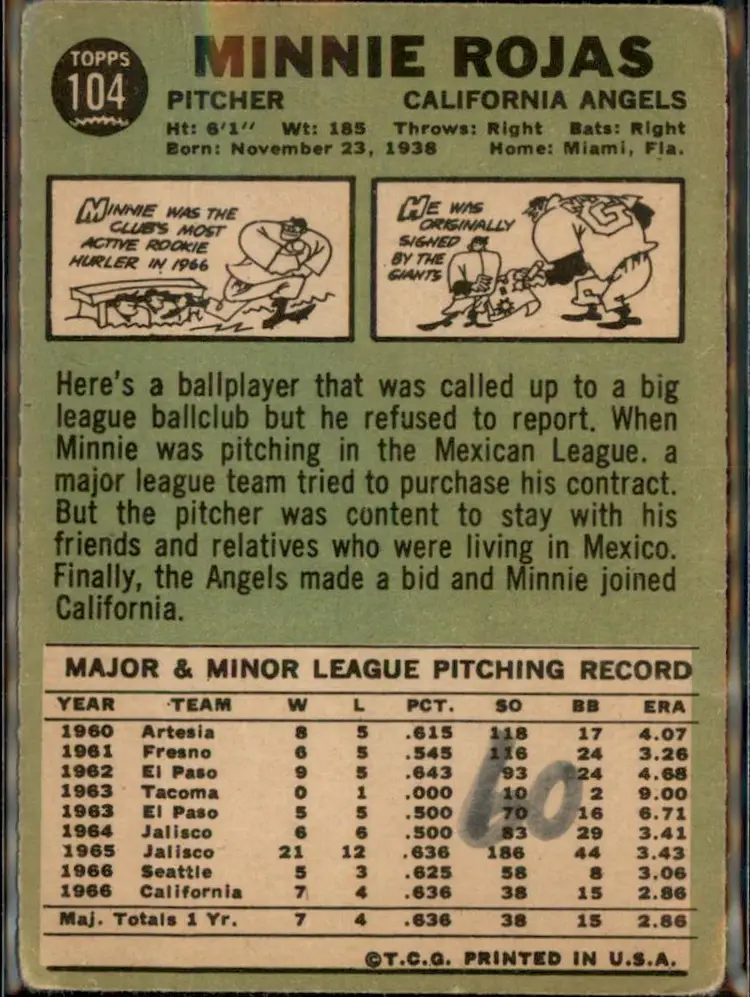 TOPPS
104
MINNIE ROJAS
PITCHER CALIFORNIA ANGELS
Ht: 6'1" Wt: 185 Throws: Right Bats: Right
Born: November 23, 1938 Home: Miami, Fla.
MINNIE WAS THE
CLUB'S MOST
ACTIVE ROOKIE
HURLER IN 1966
HE WAS
ORIGINALLY
SIGNED
BY THE
GIANTS
G
Here's a ballplayer that was called up to a big
league ballclub but he refused to report. When
Minnie was pitching in the Mexican League. a
major league team tried to purchase his contract.
But the pitcher was content to stay with his
friends and relatives who were living in Mexico.
Finally, the Angels made a bid and Minnie joined
California.
MAJOR & MINOR LEAGUE PITCHING RECORD
YEAR TEAM W L PCT. SO BB ERA
1960 Artesia 8 5 .615 118 17 4.07
1961 Fresno 6 5 .545 116 24 3.26
1962 El Paso 9 5 .643 93 24 4.68
1963 Tacoma 0 1 .000 10 2 9.00
1963 El Paso 5 5 .500 70 16 6.71
1964 Jalisco 6 6 .500 83 29 3.41
1965 Jalisco 21 12 .636 186 44 3.43
1966 Seattle 5 3 .625 58 8 3.06
1966 California 7 4 .636 38 15 2.86
Maj. Totals 1 Yr. 7 4 .636 38 15 2.86
60
©T.C.G. PRINTED IN U.S.A.